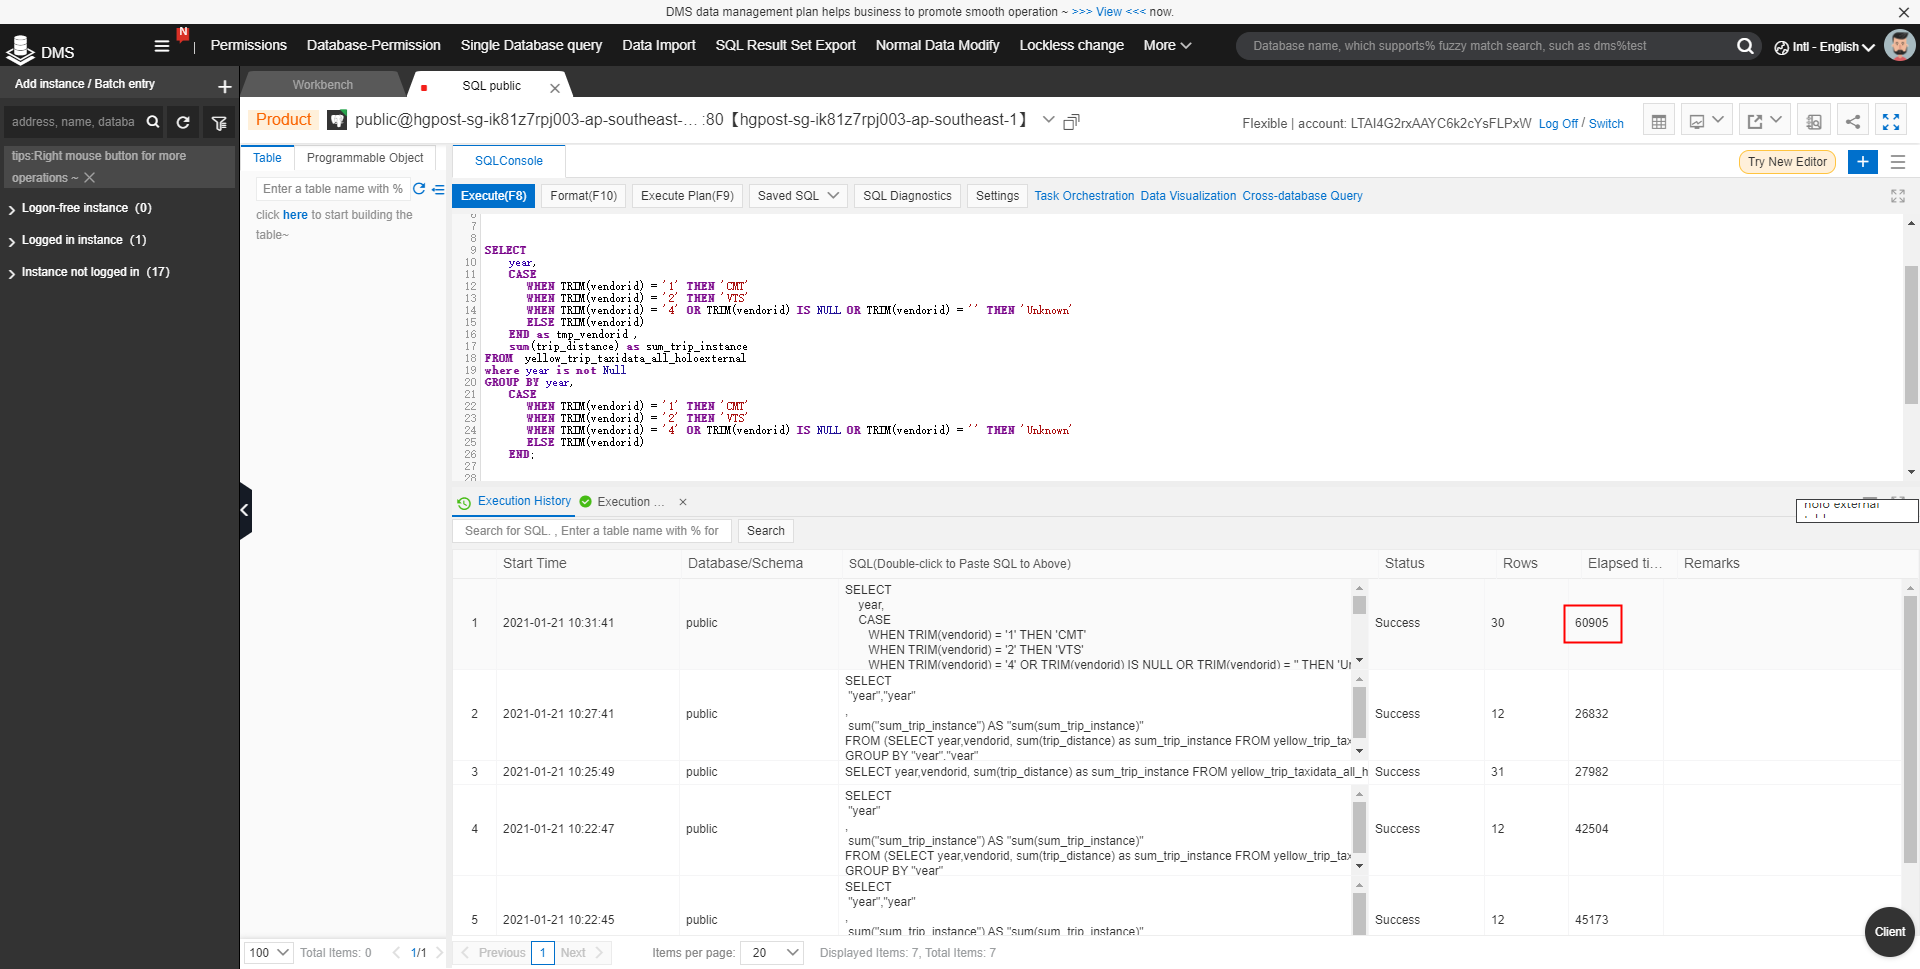 DMS data management plan helps business to promote smooth operation ~ >>> View <<< now.
DMS
N
Permissions
Database-Permission
Single Database query
Data Import
SQL Result Set Export
Normal Data Modify
Lockless change
More
Database name, which supports% fuzzy match search, such as dms%test
Intl - English
Add instance / Batch entry
Workbench
SQL public
address, name, databa
Product
public@hgpost-sg-ik81z7rpj003-ap-southeast-... :80【hgpost-sg-ik81z7rpj003-ap-southeast-1】
Flexible | account: LTAI4G2rxAAYC6k2cYsFLPxW Log Off / Switch
tips:Right mouse button for more
operations ~
Logon-free instance (0)
Logged in instance (1)
Instance not logged in (17)
Table
Programmable Object
Enter a table name with %
click here to start building the
table~
SQLConsole
Try New Editor
Execute(F8)
Format(F10)
Execute Plan(F9)
Saved SQL
SQL Diagnostics
Settings
Task Orchestration
Data Visualization
Cross-database Query
6
7
8
9 SELECT
10 year,
11 CASE
12 WHEN TRIM(vendorid) = '1' THEN 'CMT'
13 WHEN TRIM(vendorid) = '2' THEN 'VTS'
14 WHEN TRIM(vendorid) = '4' OR TRIM(vendorid) IS NULL OR TRIM(vendorid) = '' THEN 'Unknown'
15 ELSE TRIM(vendorid)
16 END as tmp_vendorid ,
17 sum(trip_distance) as sum_trip_instance
18 FROM yellow_trip_taxidata_all_holoexternal
19 where year is not Null
20 GROUP BY year,
21 CASE
22 WHEN TRIM(vendorid) = '1' THEN 'CMT'
23 WHEN TRIM(vendorid) = '2' THEN 'VTS'
24 WHEN TRIM(vendorid) = '4' OR TRIM(vendorid) IS NULL OR TRIM(vendorid) = '' THEN 'Unknown'
25 ELSE TRIM(vendorid)
26 END;
27
28
Execution History
Execution ...
holo external
Search for SQL. , Enter a table name with % for
Search
Start Time
Database/Schema
SQL(Double-click to Paste SQL to Above)
Status
Rows
Elapsed ti...
Remarks
1
2021-01-21 10:31:41
public
SELECT
year,
CASE
WHEN TRIM(vendorid) = '1' THEN 'CMT'
WHEN TRIM(vendorid) = '2' THEN 'VTS'
WHEN TRIM(vendorid) = '4' OR TRIM(vendorid) IS NULL OR TRIM(vendorid) = '' THEN 'Ur
Success
30
60905
2
2021-01-21 10:27:41
public
SELECT
"year","year"
,
sum("sum_trip_instance") AS "sum(sum_trip_instance)"
FROM (SELECT year,vendorid, sum(trip_distance) as sum_trip_instance FROM yellow_trip_tax
GROUP BY "year"."year"
Success
12
26832
3
2021-01-21 10:25:49
public
SELECT year,vendorid, sum(trip_distance) as sum_trip_instance FROM yellow_trip_taxidata_all_h
Success
31
27982
4
2021-01-21 10:22:47
public
SELECT
"year"
,
sum("sum_trip_instance") AS "sum(sum_trip_instance)"
FROM (SELECT year,vendorid, sum(trip_distance) as sum_trip_instance FROM yellow_trip_tax
GROUP BY "year"
Success
12
42504
5
2021-01-21 10:22:45
public
SELECT
"year","year"
,
sum("sum_trip_instance") AS "sum(sum_trip_instance)"
Success
12
45173
Client
100
Total Items: 0
1/1
Previous
1
Next
Items per page:
20
Displayed Items: 7, Total Items: 7